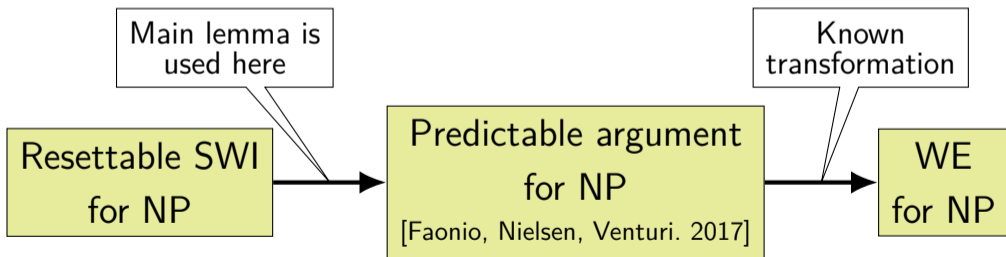 Main lemma is
used here
Known
transformation
Resettable SWI
for NP
Predictable argument
for NP
[Faonio, Nielsen, Venturi. 2017]
WE
for NP